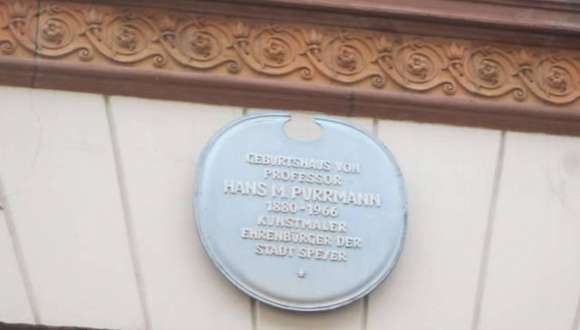 GEBURTSHAUS VON
PROFESSOR
HANS M. PURRMANN
1880-1966
KUNSTMALER
EHRENBÜRGER DER
STADT SPEYER